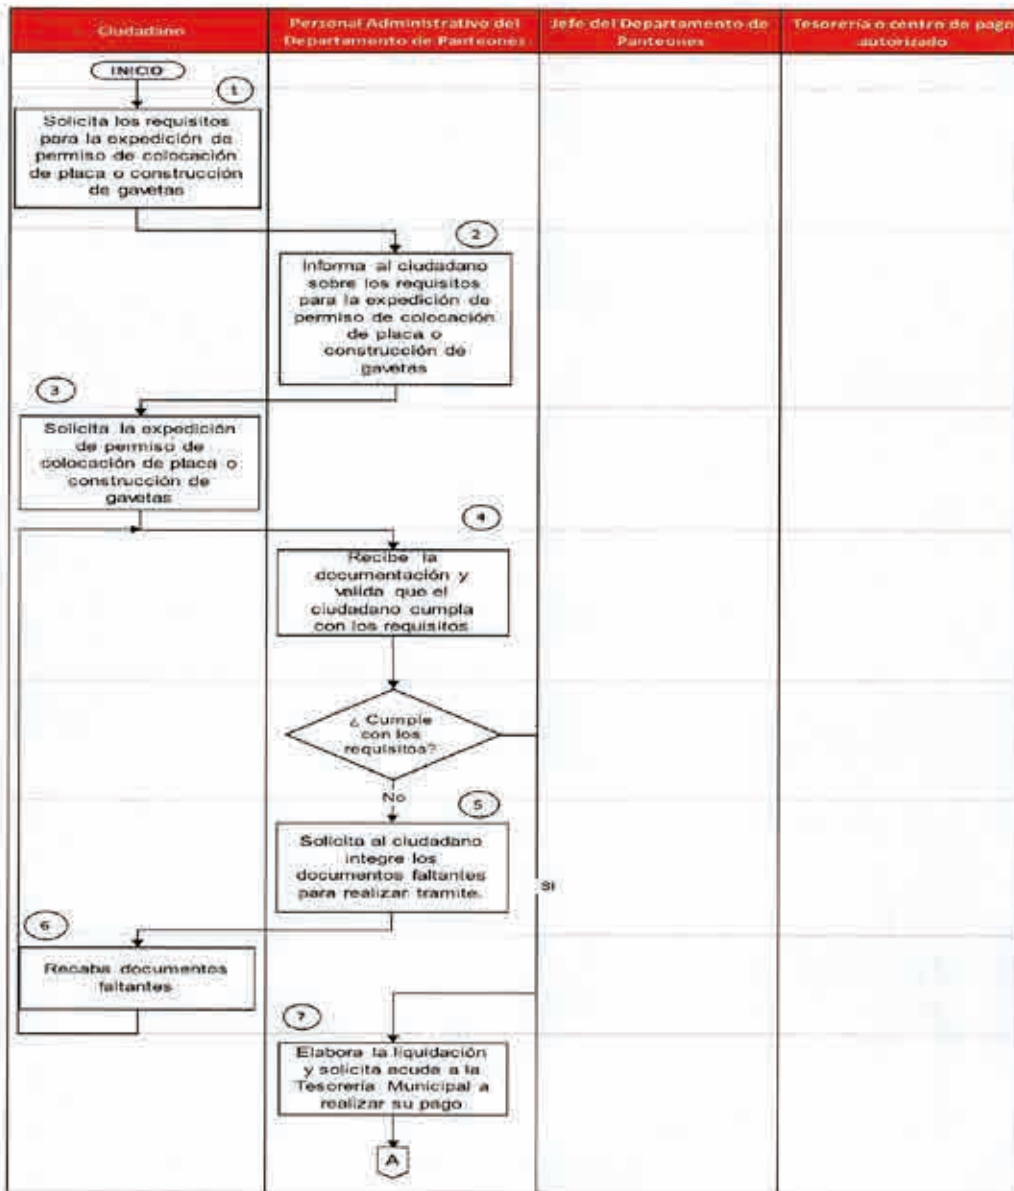 Ciudadano
Personal Administrativo del
Departamento de Panteones
Jefe del Departamento de
Panteones
Tesorería o centro de pago
autorizado
INICIO
1
Solicita los requisitos
para la expedición de
permiso de colocación
de placa o construcción
de gavetas
2
Informa al ciudadano
sobre los requisitos
para la expedición de
permiso de colocación
de placa o
construcción de
gavetas
3
Solicita la expedición
de permiso de
colocación de placa o
construcción de
gavetas
4
Recibe la
documentación y
valida que el
ciudadano cumpla
con los requisitos
¿ Cumple
con los
requisitos?
No
5
Solicita al ciudadano
integre los
documentos faltantes
para realizar tramite.
SI
6
Recaba documentos
faltantes
7
Elabora la liquidación
y solicita acuda a la
Tesorería Municipal a
realizar su pago
A